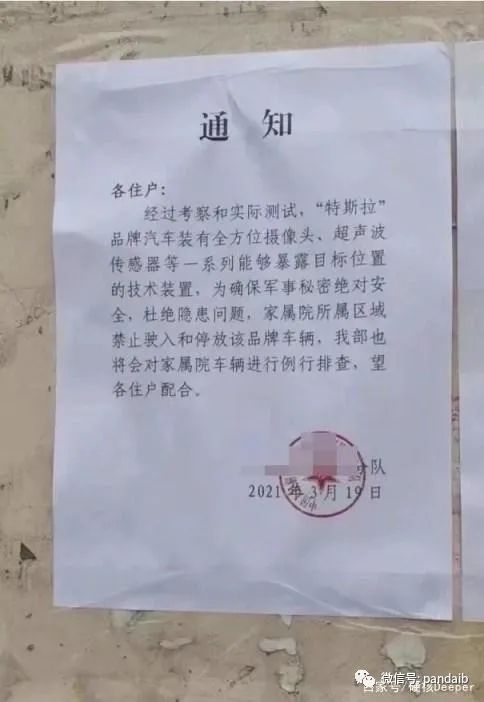 通 知
各住户：
经过考察和实际测试，“特斯拉”
品牌汽车装有全方位摄像头、超声波
传感器等一系列能够暴露目标位置
的技术装置，为确保军事秘密绝对安
全，杜绝隐患问题，家属院所属区域
禁止驶入和停放该品牌车辆，我部也
将会对家属院车辆进行例行排查，望
各住户配合。
队
2021年3月19日
微信号: pandaib
百家号/硬核Deeper